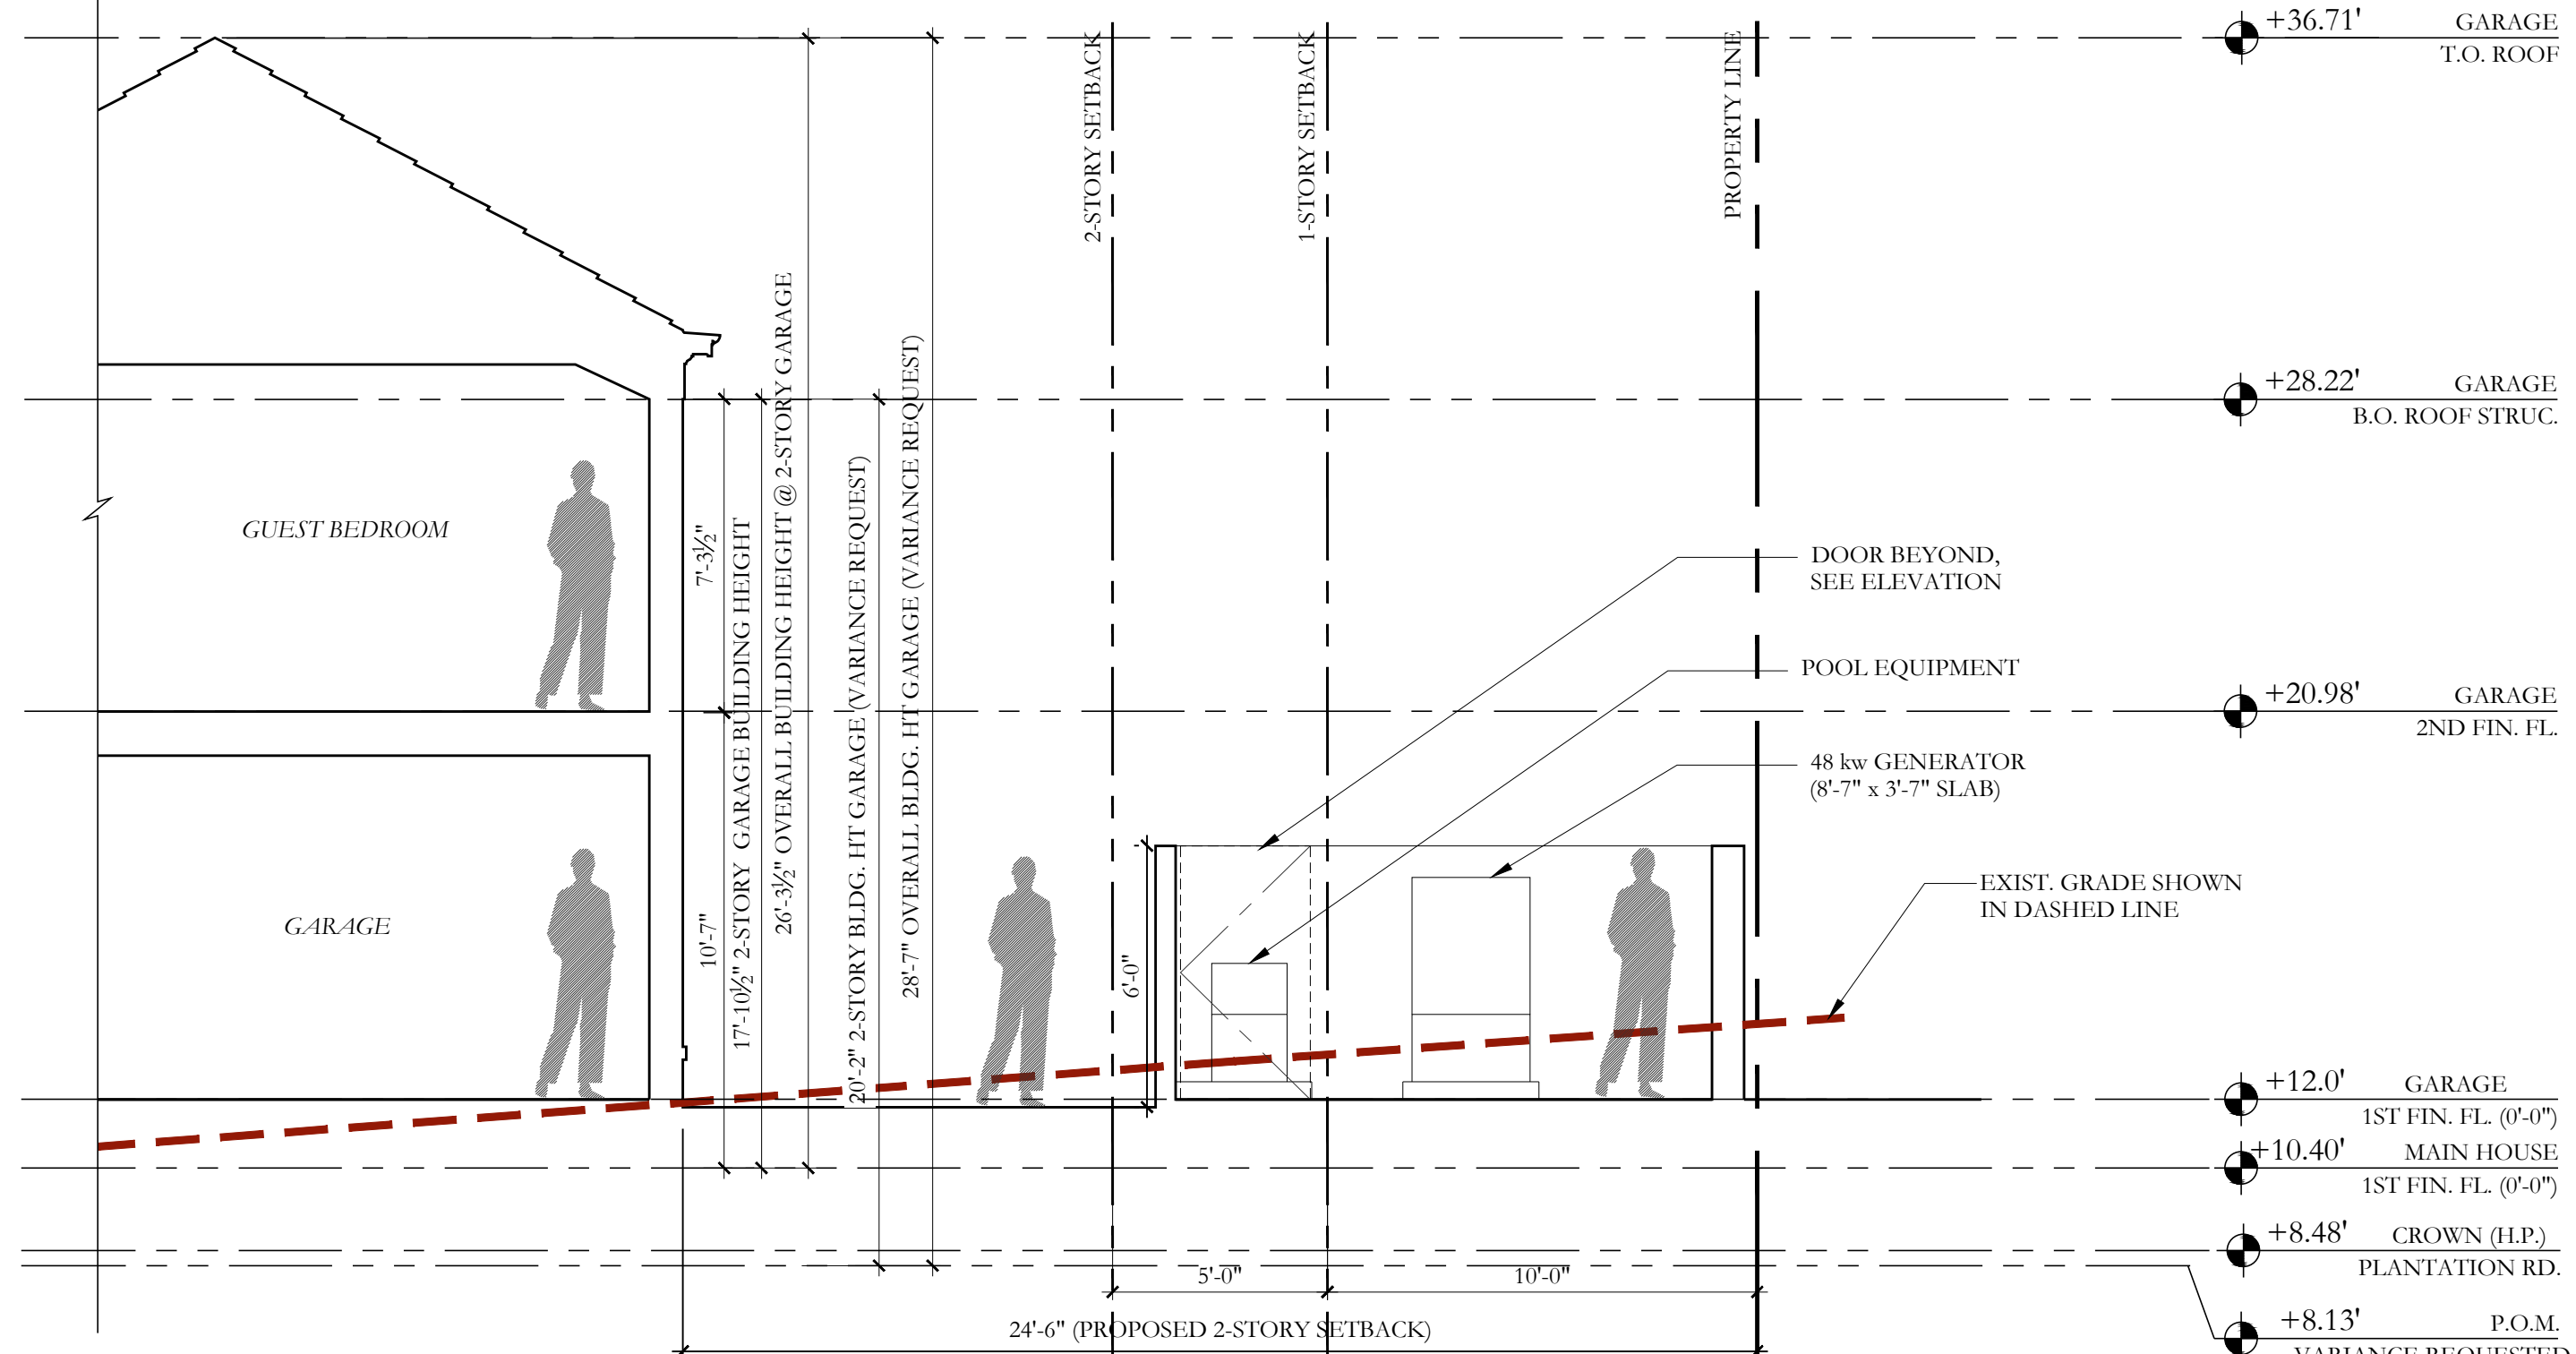 +36.71' GARAGE
T.O. ROOF
2-STORY SETBACK
1-STORY SETBACK
PROPERTY LINE
+28.22' GARAGE
B.O. ROOF STRUC.
GUEST BEDROOM
7'-3½"
10'-7"
17'-10½" 2-STORY GARAGE BUILDING HEIGHT
26'-3½" OVERALL BUILDING HEIGHT @ 2-STORY GARAGE
20'-2" 2-STORY BLDG. HT GARAGE (VARIANCE REQUEST)
28'-7" OVERALL BLDG. HT GARAGE (VARIANCE REQUEST)
DOOR BEYOND,
SEE ELEVATION
POOL EQUIPMENT
+20.98' GARAGE
2ND FIN. FL.
48 kw GENERATOR
(8'-7" x 3'-7" SLAB)
EXIST. GRADE SHOWN
IN DASHED LINE
GARAGE
6'-0"
+12.0' GARAGE
1ST FIN. FL. (0'-0")
+10.40' MAIN HOUSE
1ST FIN. FL. (0'-0")
+8.48' CROWN (H.P.)
PLANTATION RD.
5'-0"
10'-0"
24'-6" (PROPOSED 2-STORY SETBACK)
+8.13' P.O.M.
VARIANCE REQUESTED